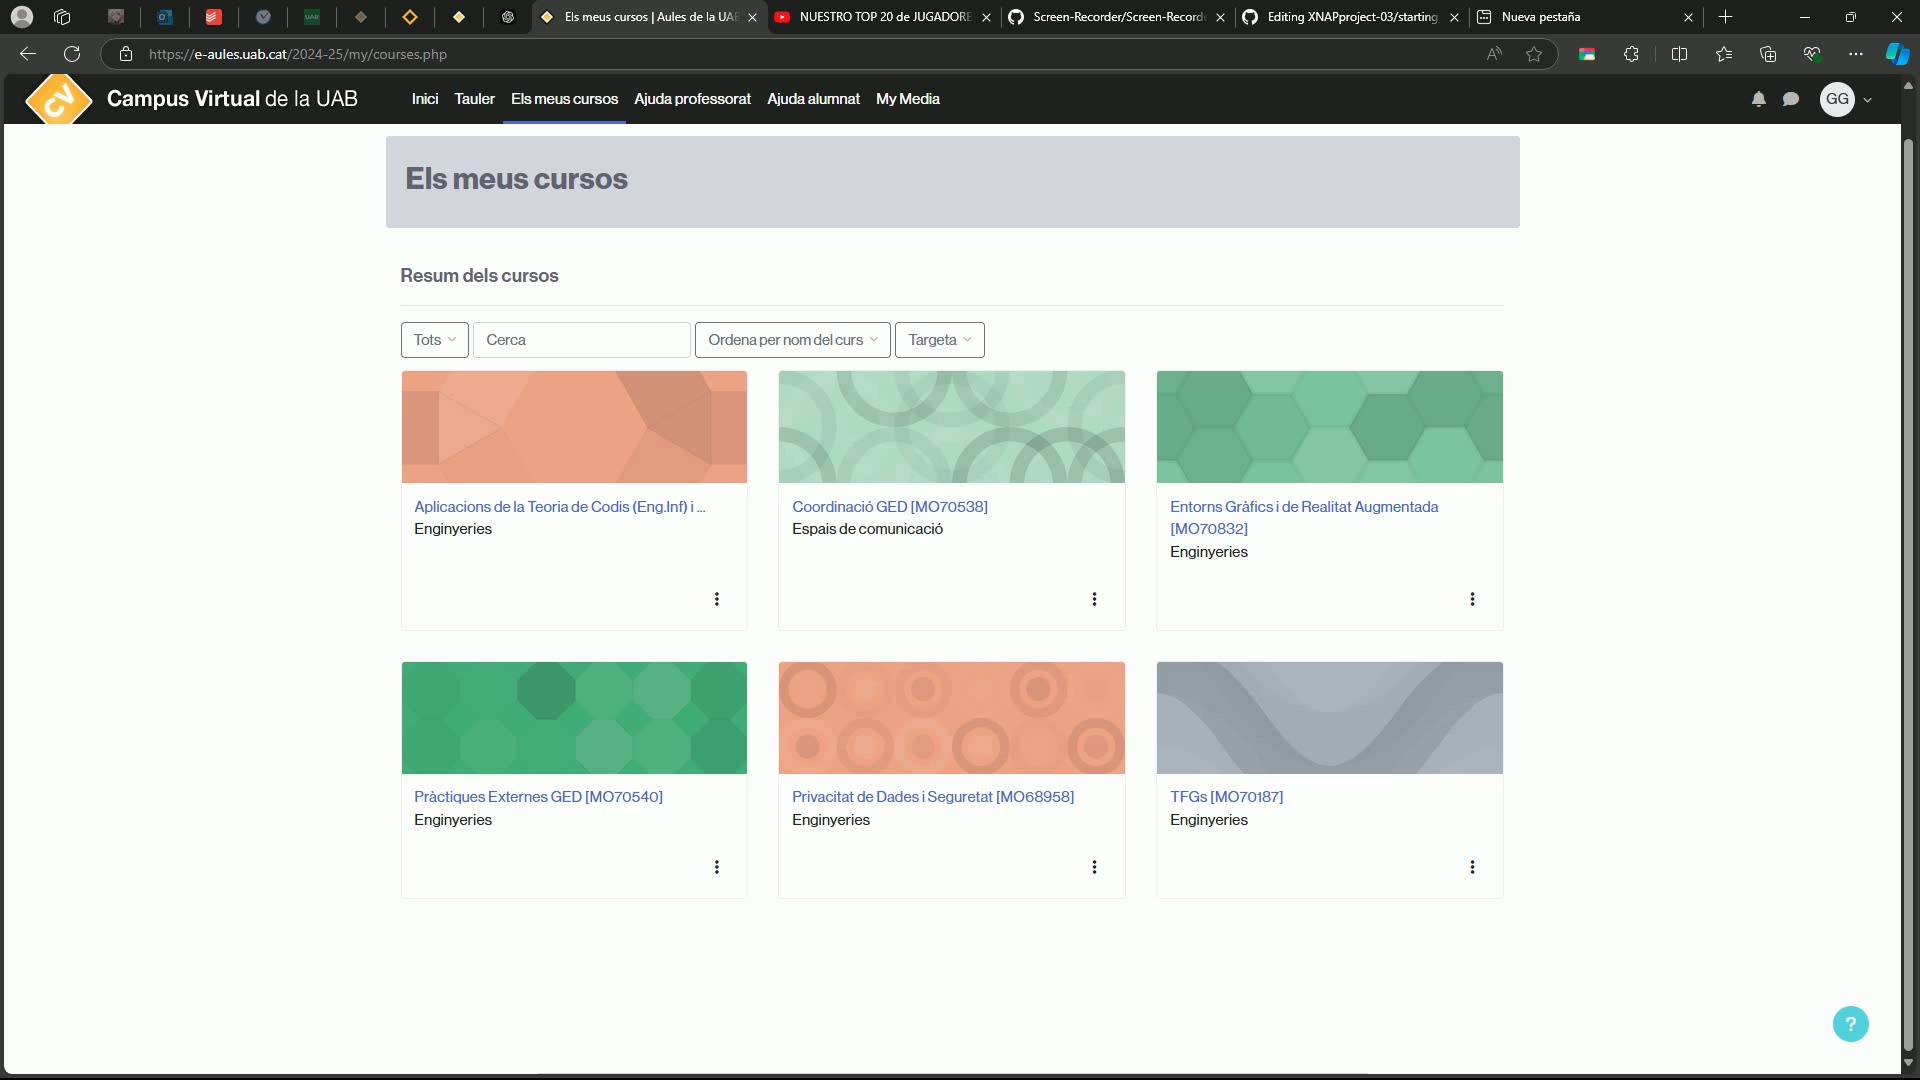 Els meus cursos | Aules de la UAB
NUESTRO TOP 20 de JUGADORE
Screen-Recorder/Screen-Recorde
Editing XNAPproject-03/starting
Nueva pestaña
https://e-aules.uab.cat/2024-25/my/courses.php
CV
Campus Virtual de la UAB
Inici
Tauler
Els meus cursos
Ajuda professorat
Ajuda alumnat
My Media
GG
Els meus cursos
Resum dels cursos
Tots
Cerca
Ordena per nom del curs
Targeta
Aplicacions de la Teoria de Codis (Eng.Inf) i ...
Enginyeries
Coordinació GED [MO70538]
Espais de comunicació
Entorns Gràfics i de Realitat Augmentada
[MO70832]
Enginyeries
Pràctiques Externes GED [MO70540]
Enginyeries
Privacitat de Dades i Seguretat [MO68958]
Enginyeries
TFGs [MO70187]
Enginyeries
?